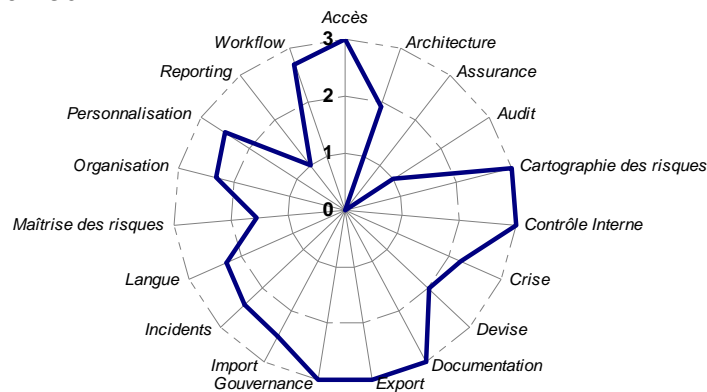 Accès
Workflow
3
Architecture
Reporting
Assurance
2
Personnalisation
Audit
1
Organisation
Cartographie des risques
0
Maîtrise des risques
Contrôle Interne
Langue
Crise
Incidents
Devise
Import
Documentation
Gouvernance
Export